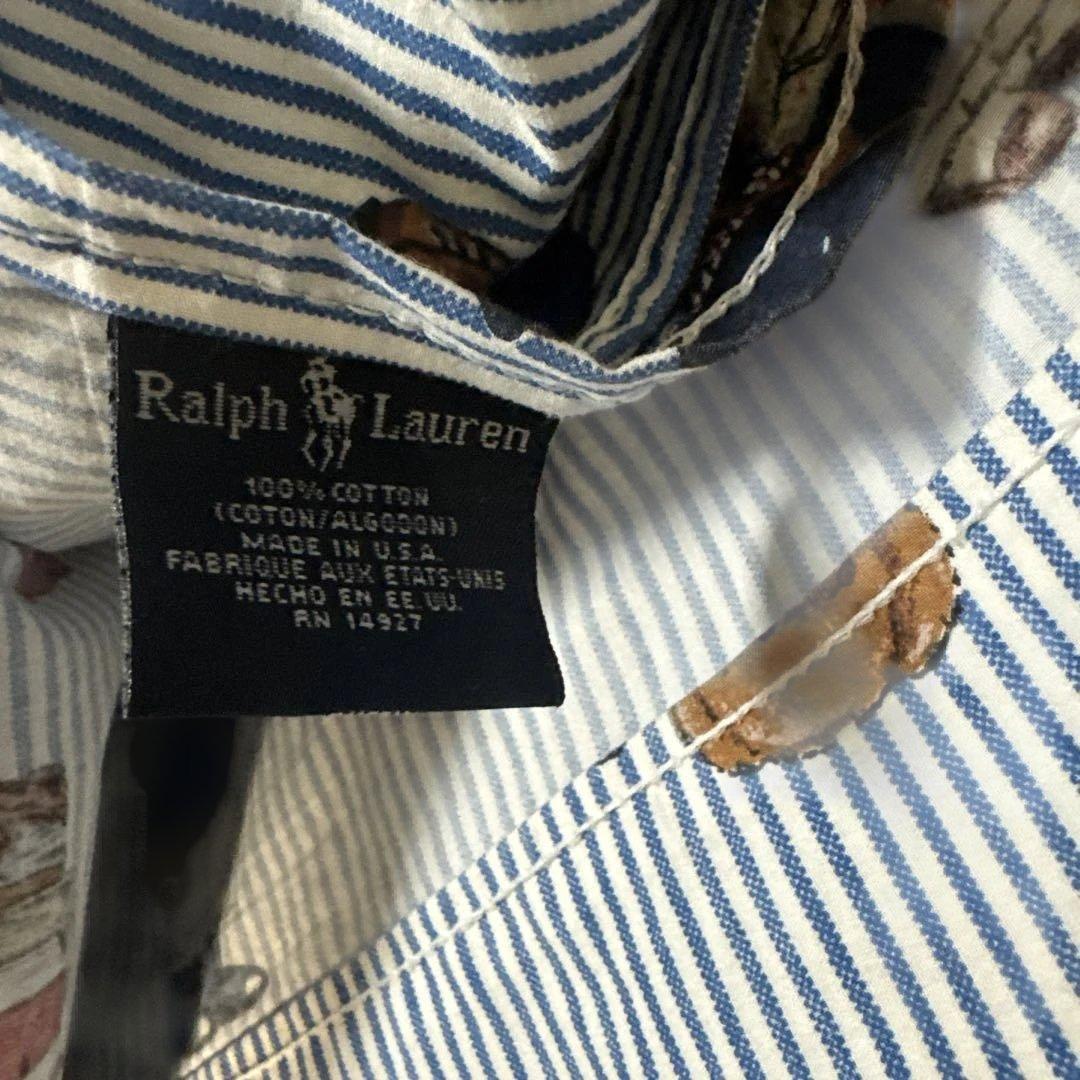 Ralph Lauren
100% COTTON
(COTON/ALGODON)
MADE IN U.S.A.
FABRIQUE AUX ETATS-UNIS
HECHO EN EE.UU.
RN 14927